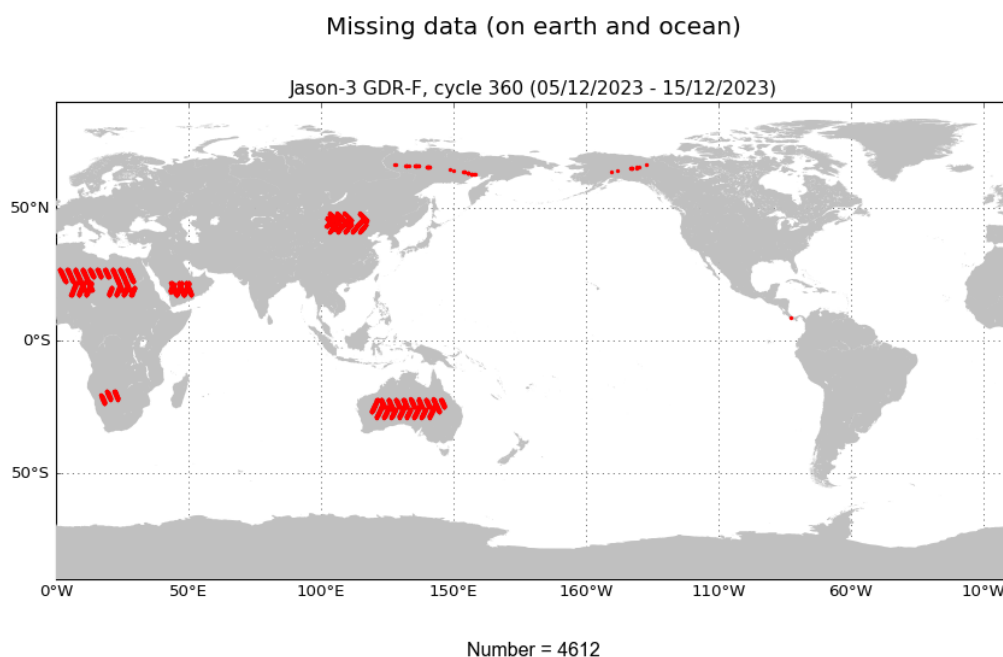 Missing data (on earth and ocean)
Jason-3 GDR-F, cycle 360 (05/12/2023 - 15/12/2023)
50°N
0°S
50°S
0°W 50°E 100°E 150°E 160°W 110°W 60°W 10°W
Number = 4612